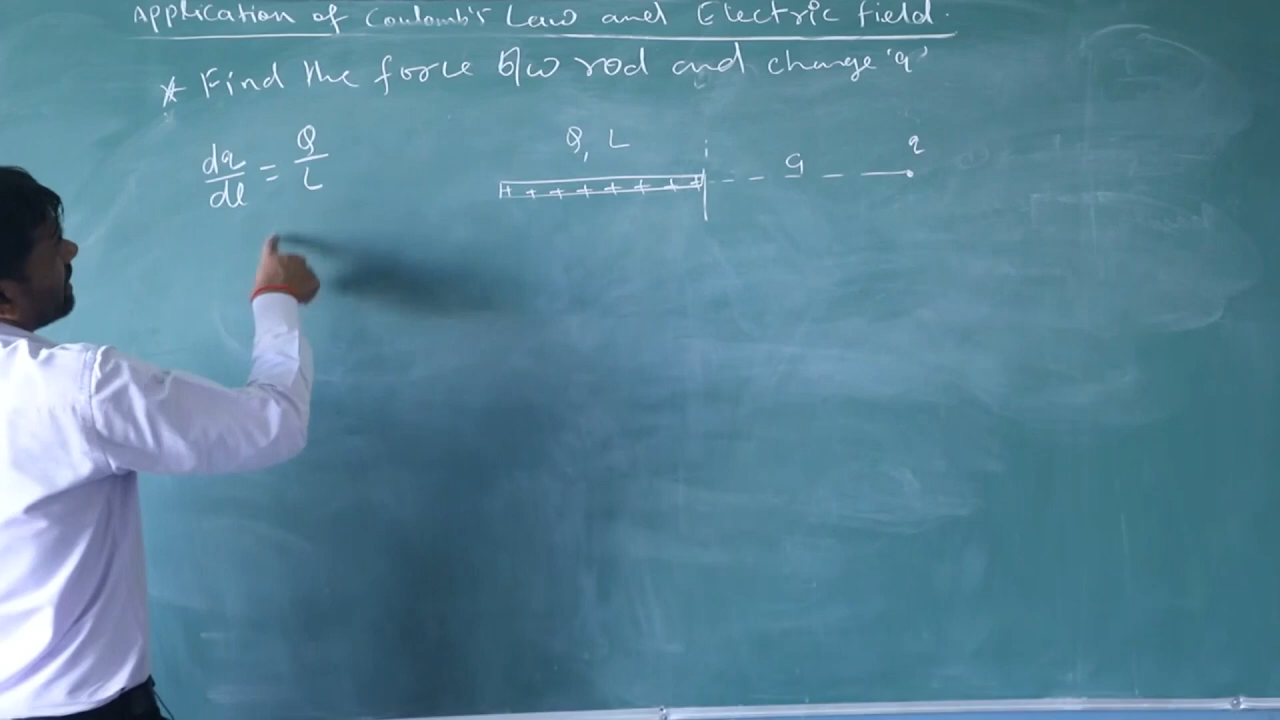 Application of Coulomb's Law and Electric field.
* Find the force b/w rod and charge 'q'
dq/dl = Q/L
Q, L
a
q
+ + + + + + + +